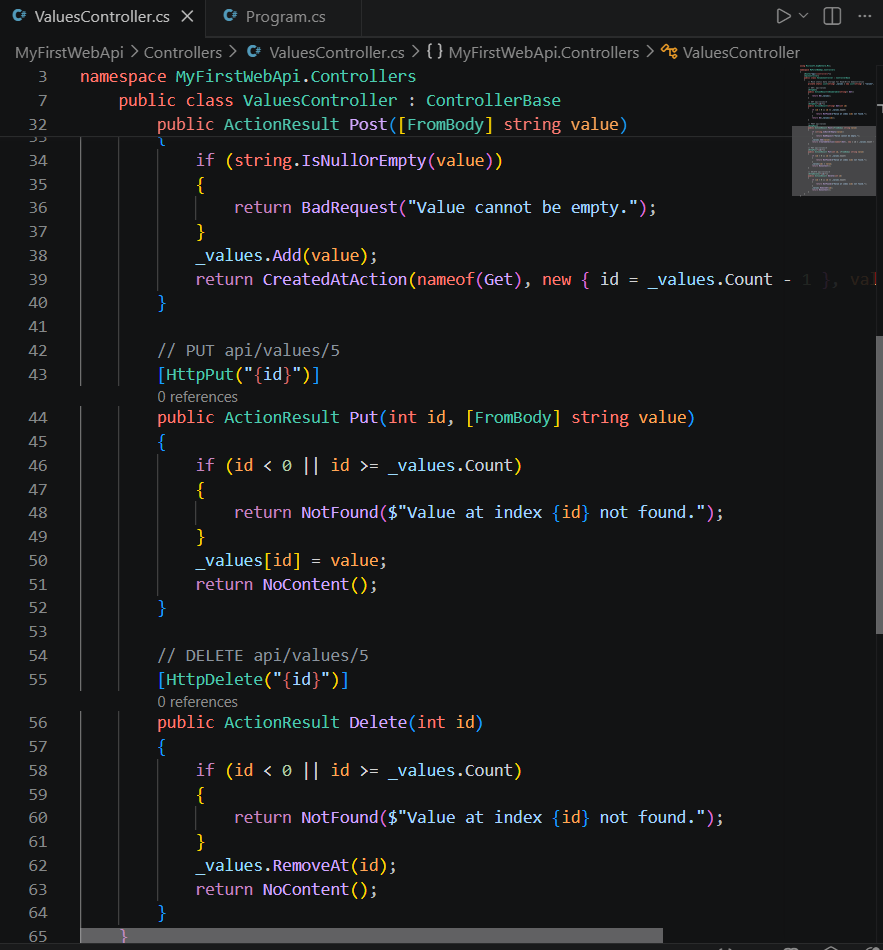 ValuesController.cs Program.cs
MyFirstWebApi > Controllers > ValuesController.cs > {} MyFirstWebApi.Controllers > ValuesController
3 namespace MyFirstWebApi.Controllers
7 public class ValuesController : ControllerBase
32 public ActionResult Post([FromBody] string value)
33 {
34 if (string.IsNullOrEmpty(value))
35 {
36 return BadRequest("Value cannot be empty.");
37 }
38 _values.Add(value);
39 return CreatedAtAction(nameof(Get), new { id = _values.Count - 1 }, val
40 }
41
42 // PUT api/values/5
43 [HttpPut("{id}")]
0 references
44 public ActionResult Put(int id, [FromBody] string value)
45 {
46 if (id < 0 || id >= _values.Count)
47 {
48 return NotFound($"Value at index {id} not found.");
49 }
50 _values[id] = value;
51 return NoContent();
52 }
53
54 // DELETE api/values/5
55 [HttpDelete("{id}")]
0 references
56 public ActionResult Delete(int id)
57 {
58 if (id < 0 || id >= _values.Count)
59 {
60 return NotFound($"Value at index {id} not found.");
61 }
62 _values.RemoveAt(id);
63 return NoContent();
64 }
65 }